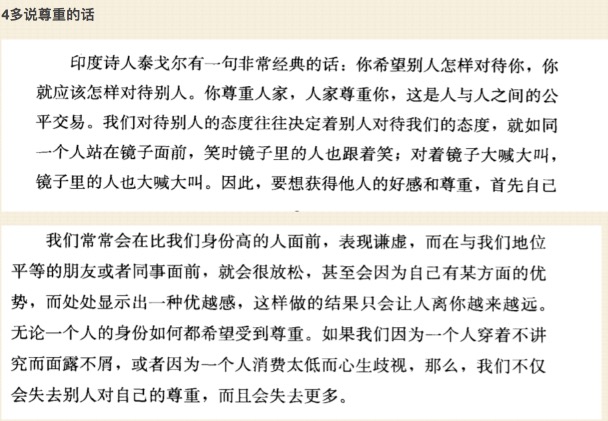 4多说尊重的话
印度诗人泰戈尔有一句非常经典的话：你希望别人怎样对待你，你
就应该怎样对待别人。你尊重人家，人家尊重你，这是人与人之间的公
平交易。我们对待别人的态度往往决定着别人对待我们的态度，就如同
一个人站在镜子面前，笑时镜子里的人也跟着笑；对着镜子大喊大叫，
镜子里的人也大喊大叫。因此，要想获得他人的好感和尊重，首先自己
我们常常会在比我们身份高的人面前，表现谦虚，而在与我们地位
平等的朋友或者同事面前，就会很放松，甚至会因为自己有某方面的优
势，而处处显示出一种优越感，这样做的结果只会让人离你越来越远。
无论一个人的身份如何都希望受到尊重。如果我们因为一个人穿着不讲
究而面露不屑，或者因为一个人消费太低而心生歧视，那么，我们不仅
会失去别人对自己的尊重，而且会失去更多。